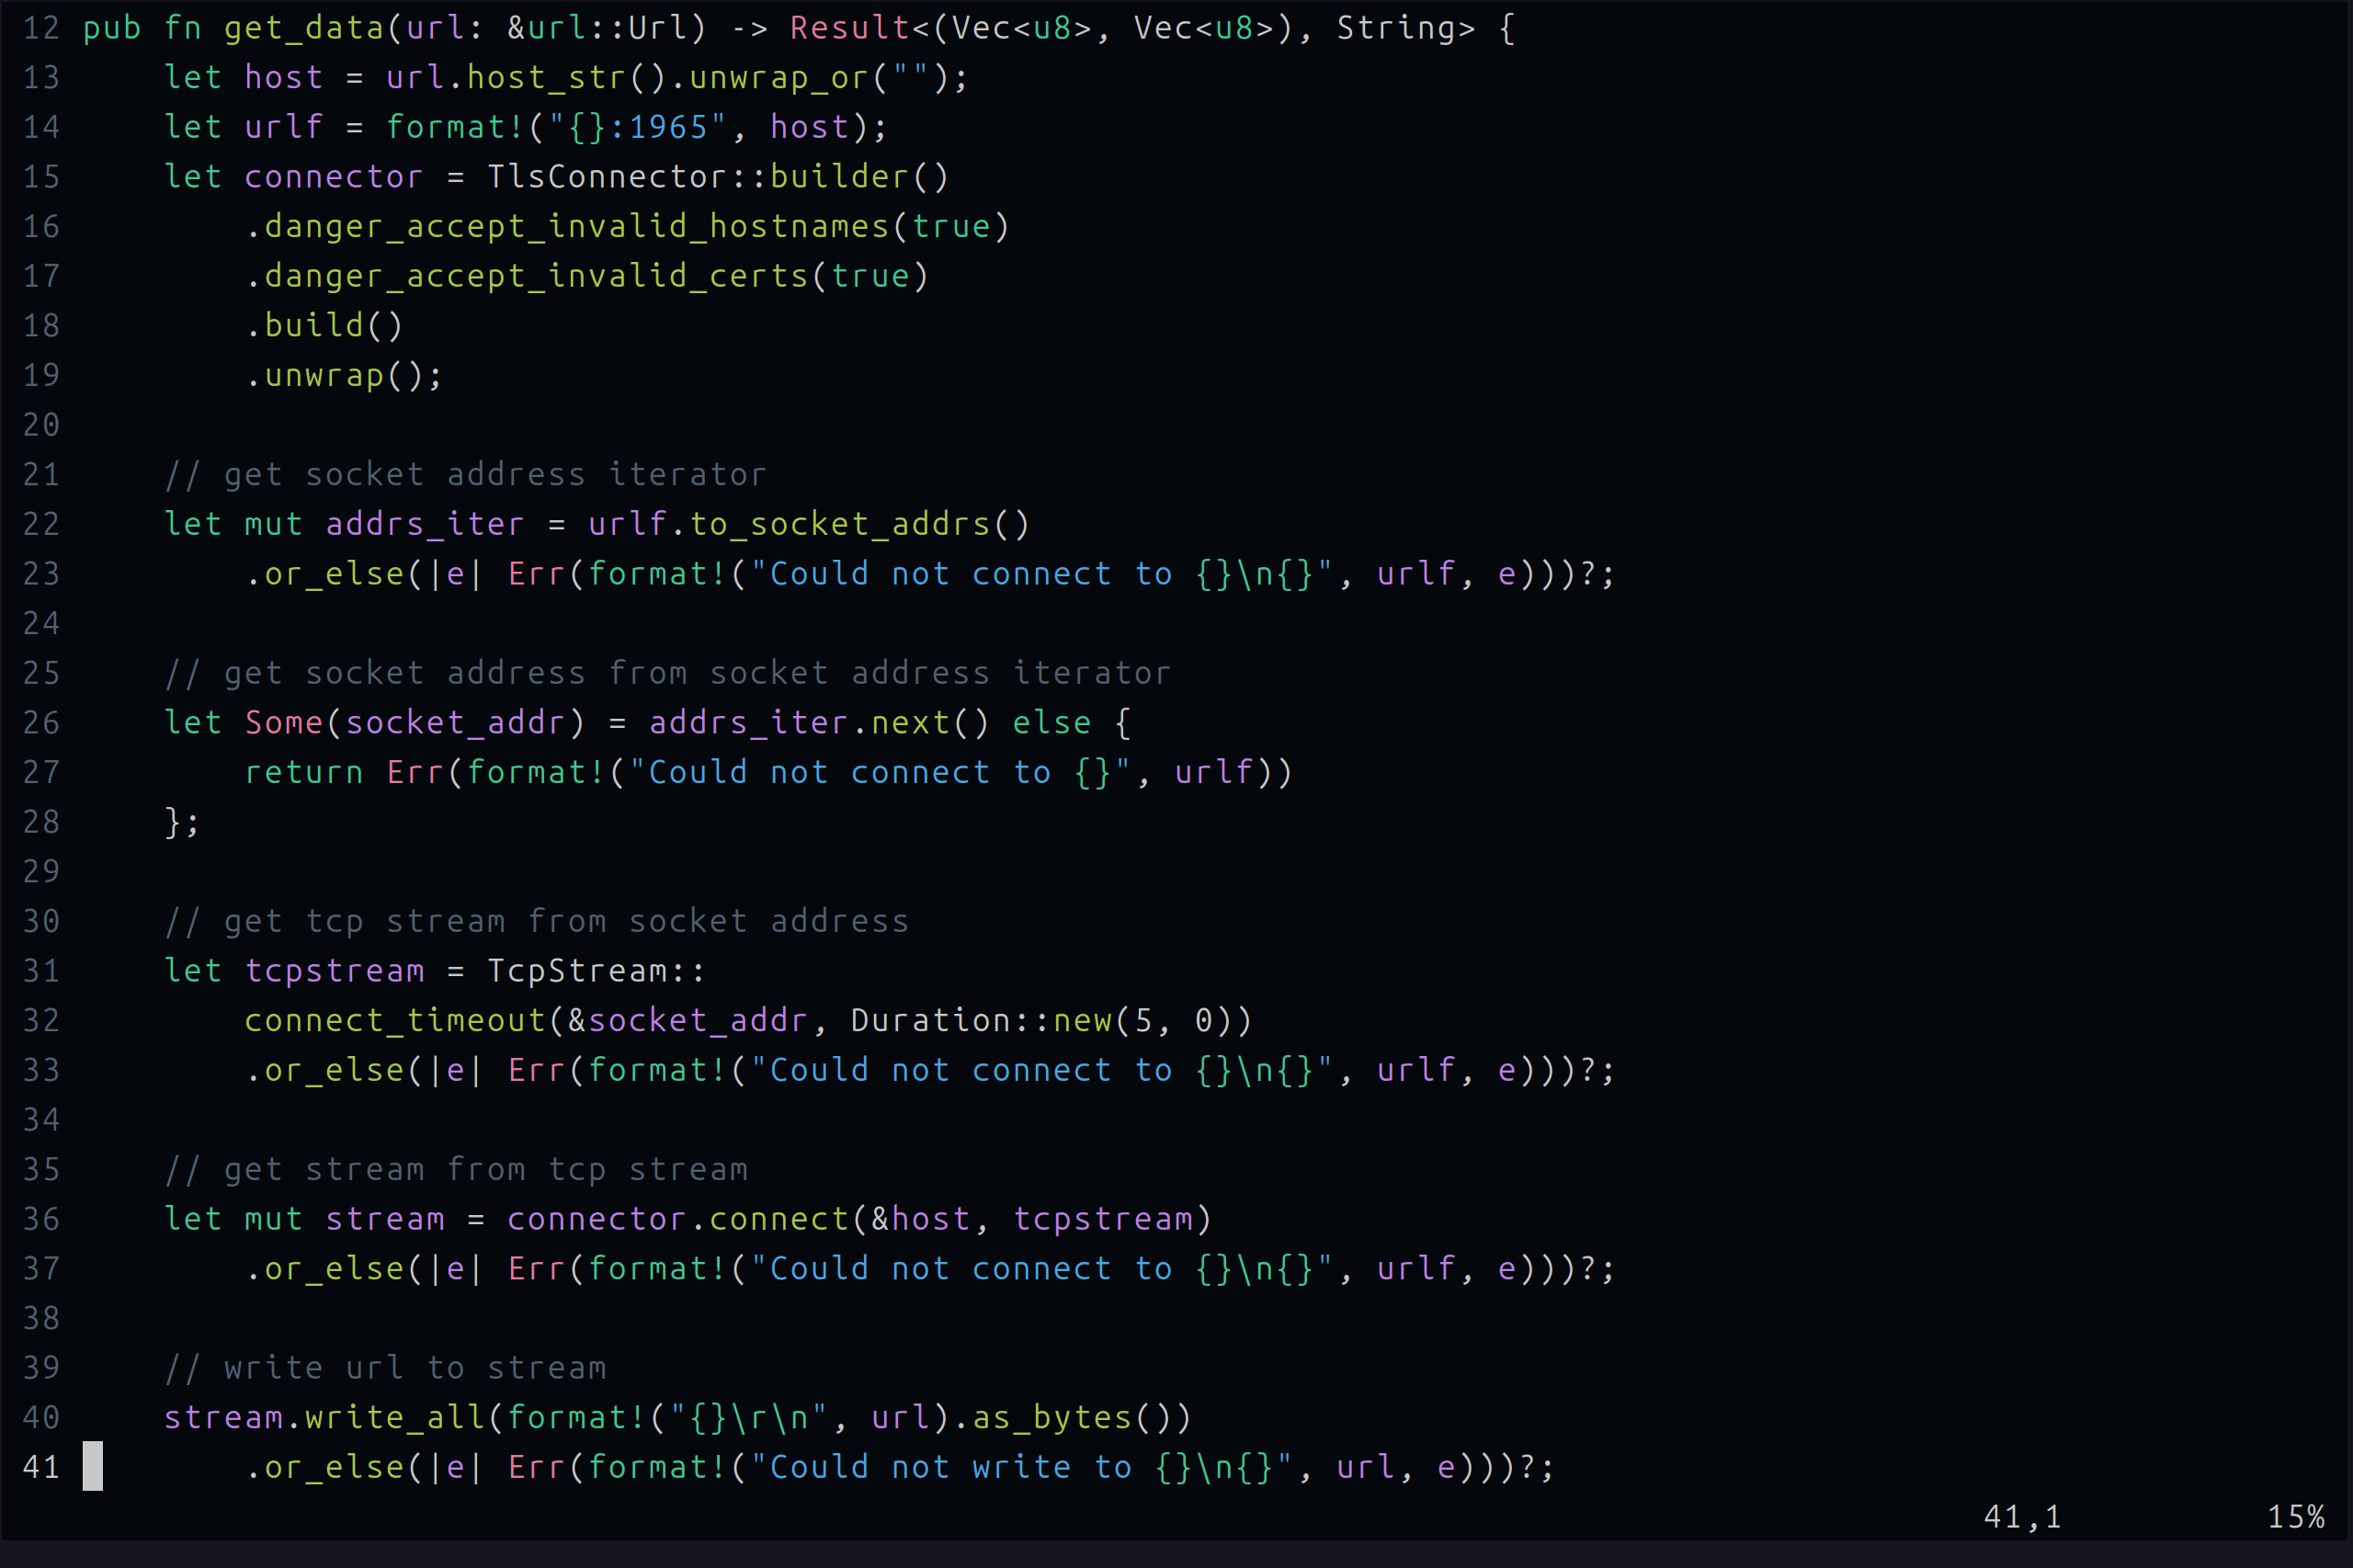 12 pub fn get_data(url: &url::Url) -> Result<(Vec<u8>, Vec<u8>), String> {
13     let host = url.host_str().unwrap_or("");
14     let urlf = format!("{}:1965", host);
15     let connector = TlsConnector::builder()
16         .danger_accept_invalid_hostnames(true)
17         .danger_accept_invalid_certs(true)
18         .build()
19         .unwrap();
20
21     // get socket address iterator
22     let mut addrs_iter = urlf.to_socket_addrs()
23         .or_else(|e| Err(format!("Could not connect to {}\n{}", urlf, e)))?;
24
25     // get socket address from socket address iterator
26     let Some(socket_addr) = addrs_iter.next() else {
27         return Err(format!("Could not connect to {}", urlf))
28     };
29
30     // get tcp stream from socket address
31     let tcpstream = TcpStream::
32         connect_timeout(&socket_addr, Duration::new(5, 0))
33         .or_else(|e| Err(format!("Could not connect to {}\n{}", urlf, e)))?;
34
35     // get stream from tcp stream
36     let mut stream = connector.connect(&host, tcpstream)
37         .or_else(|e| Err(format!("Could not connect to {}\n{}", urlf, e)))?;
38
39     // write url to stream
40     stream.write_all(format!("{}\r\n", url).as_bytes())
41         .or_else(|e| Err(format!("Could not write to {}\n{}", url, e)))?;
41,1 15%